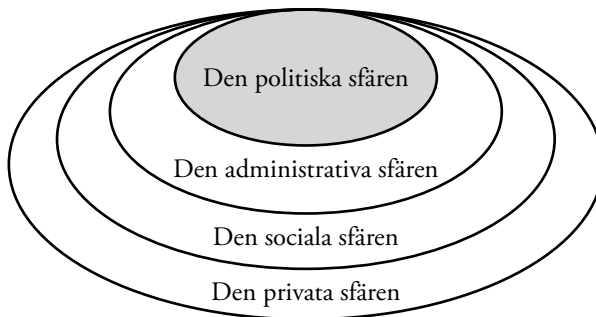 Den politiska sfären
Den administrativa sfären
Den sociala sfären
Den privata sfären